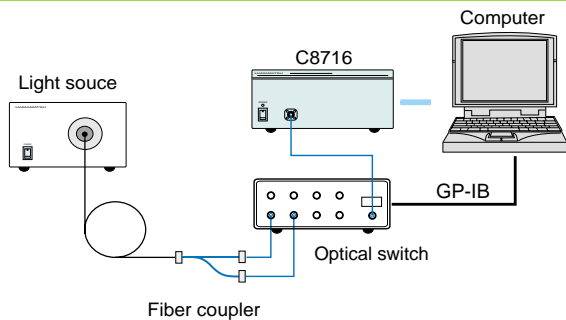 Computer
C8716
Light souce
GP-IB
Optical switch
Fiber coupler